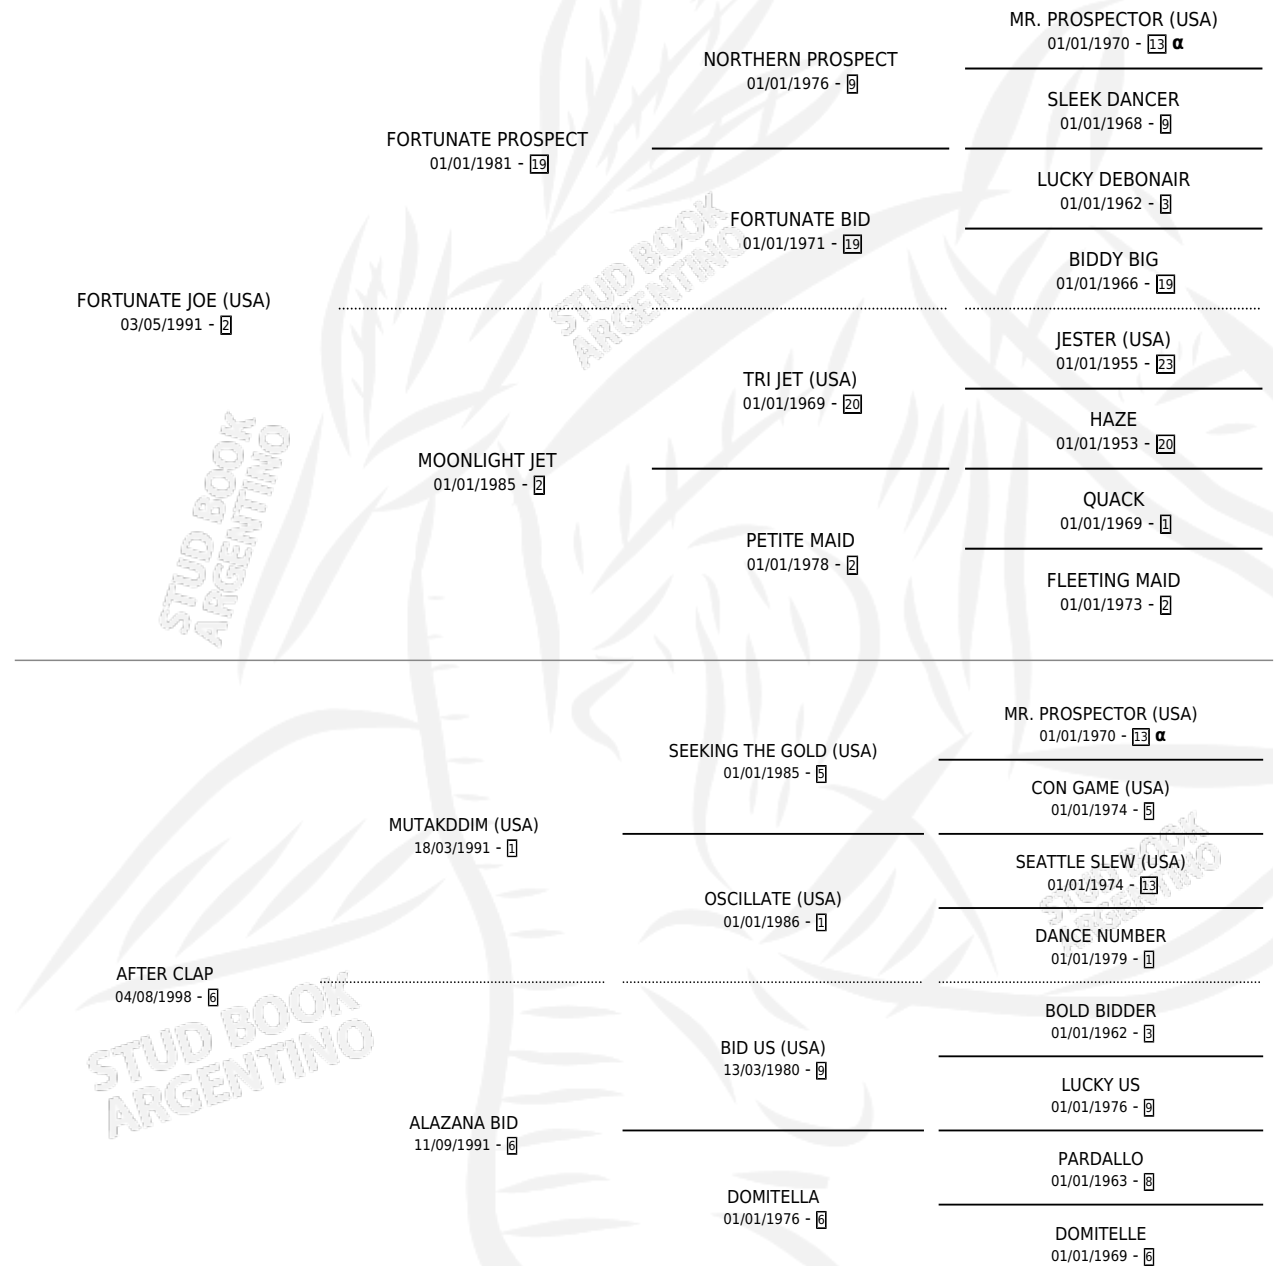 MR. PROSPECTOR (USA)
01/01/1970 - 13 α
NORTHERN PROSPECT
01/01/1976 - 9
SLEEK DANCER
01/01/1968 - 9
FORTUNATE PROSPECT
01/01/1981 - 19
LUCKY DEBONAIR
01/01/1962 - 3
FORTUNATE BID
01/01/1971 - 19
BIDDY BIG
01/01/1966 - 19
STUD BOOK
ARGENTINO
FORTUNATE JOE (USA)
03/05/1991 - 2
JESTER (USA)
01/01/1955 - 23
TRI JET (USA)
01/01/1969 - 20
HAZE
01/01/1953 - 20
MOONLIGHT JET
01/01/1985 - 2
QUACK
01/01/1969 - 1
PETITE MAID
01/01/1978 - 2
FLEETING MAID
01/01/1973 - 2
STUD BOOK
ARGENTINO
MR. PROSPECTOR (USA)
01/01/1970 - 13 α
SEEKING THE GOLD (USA)
01/01/1985 - 5
CON GAME (USA)
01/01/1974 - 5
MUTAKDDIM (USA)
18/03/1991 - 1
SEATTLE SLEW (USA)
01/01/1974 - 13
STUD BOOK
ARGENTINO
OSCILLATE (USA)
01/01/1986 - 1
DANCE NUMBER
01/01/1979 - 1
AFTER CLAP
04/08/1998 - 6
STUD BOOK
ARGENTINO
BOLD BIDDER
01/01/1962 - 3
BID US (USA)
13/03/1980 - 9
LUCKY US
01/01/1976 - 9
ALAZANA BID
11/09/1991 - 6
PARDALLO
01/01/1963 - 8
DOMITELLA
01/01/1976 - 6
DOMITELLE
01/01/1969 - 6